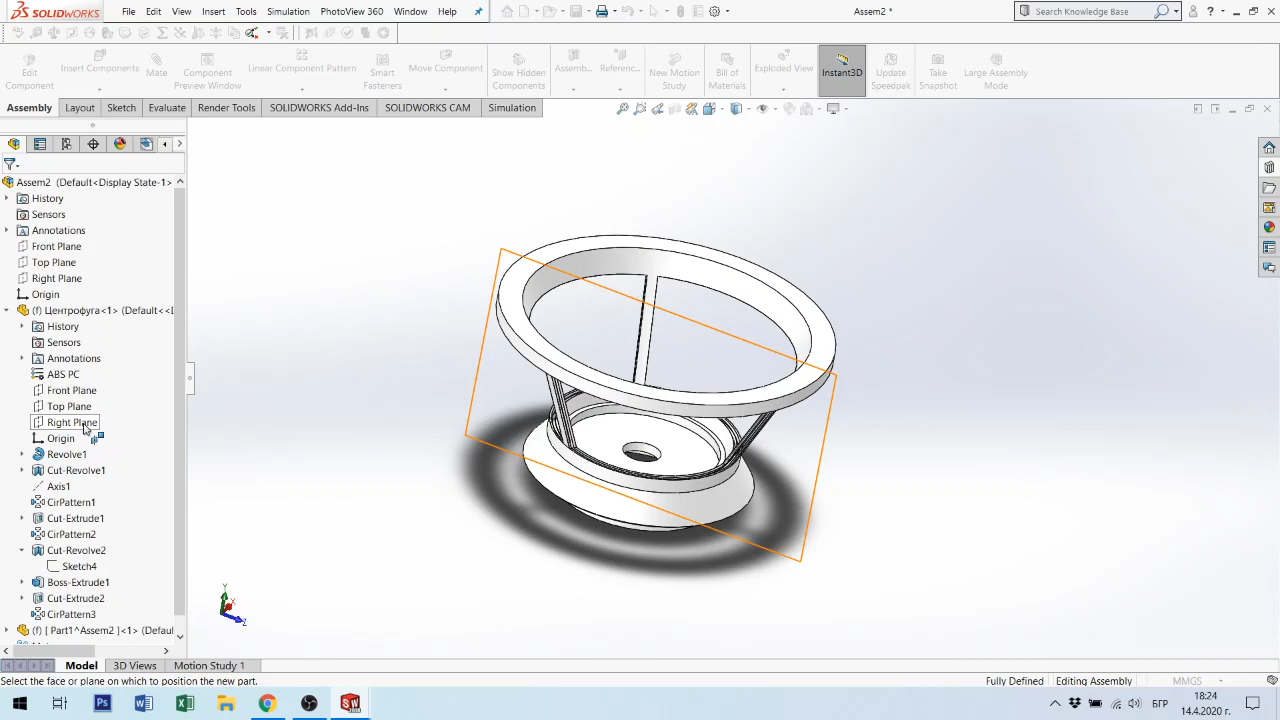 SOLIDWORKS
File Edit View Insert Tools Simulation PhotoView 360 Window Help
Assem2 *
Search Knowledge Base
Edit Component
Insert Components
Mate
Component Preview Window
Linear Component Pattern
Smart Fasteners
Move Component
Show Hidden Components
Assemb...
Referenc...
New Motion Study
Bill of Materials
Exploded View
Instant3D
Update Speedpak
Take Snapshot
Large Assembly Mode
Assembly Layout Sketch Evaluate Render Tools SOLIDWORKS Add-Ins SOLIDWORKS CAM Simulation
Assem2 (Default<Display State-1>
History
Sensors
Annotations
Front Plane
Top Plane
Right Plane
Origin
(f) Центрофуга<1> (Default<<D
History
Sensors
Annotations
ABS PC
Front Plane
Top Plane
Right Plane
Origin
Revolve1
Cut-Revolve1
Axis1
CirPattern1
Cut-Extrude1
CirPattern2
Cut-Revolve2
Sketch4
Boss-Extrude1
Cut-Extrude2
CirPattern3
(f) [ Part1^Assem2 ]<1> (Defaul
Y
X
Z
Model 3D Views Motion Study 1
Select the face or plane on which to position the new part.
Fully Defined Editing Assembly MMGS
БГР
18:24
14.4.2020 г.